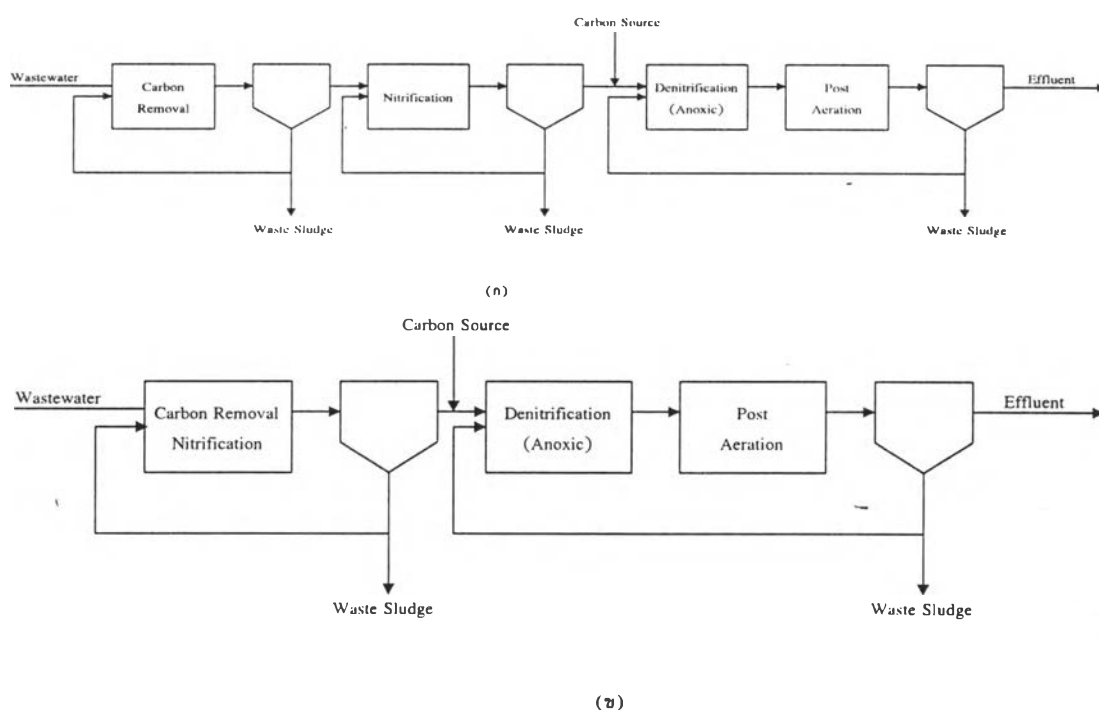 Carbon Source
Wastewater
Carbon
Removal
Nitrification
Denitrification
(Anoxic)
Post
Aeration
Effluent
Waste Sludge
Waste Sludge
Waste Sludge
(ก)
Carbon Source
Wastewater
Carbon Removal
Nitrification
Denitrification
(Anoxic)
Post
Aeration
Effluent
Waste Sludge
Waste Sludge
(ข)